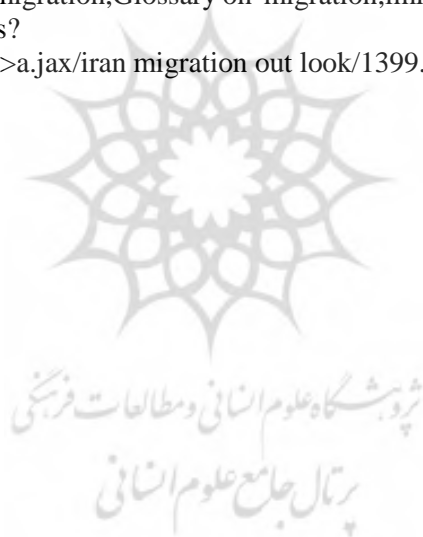 migration,Glossary on migration,
s?
>a.jax/iran migration out look/1399.
پژوهشگاه علوم انسانی و مطالعات فرهنگی
پرتال جامع علوم انسانی